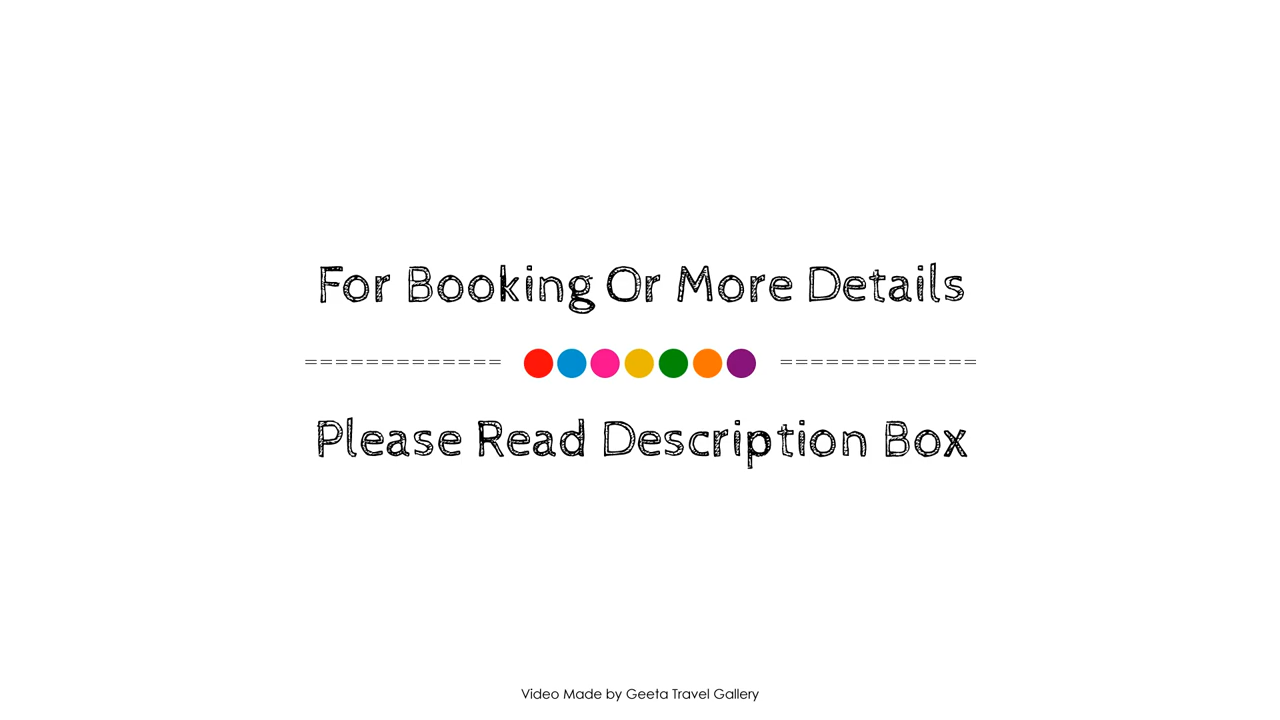 For Booking Or More Details
============= =============
Please Read Description Box
Video Made by Geeta Travel Gallery